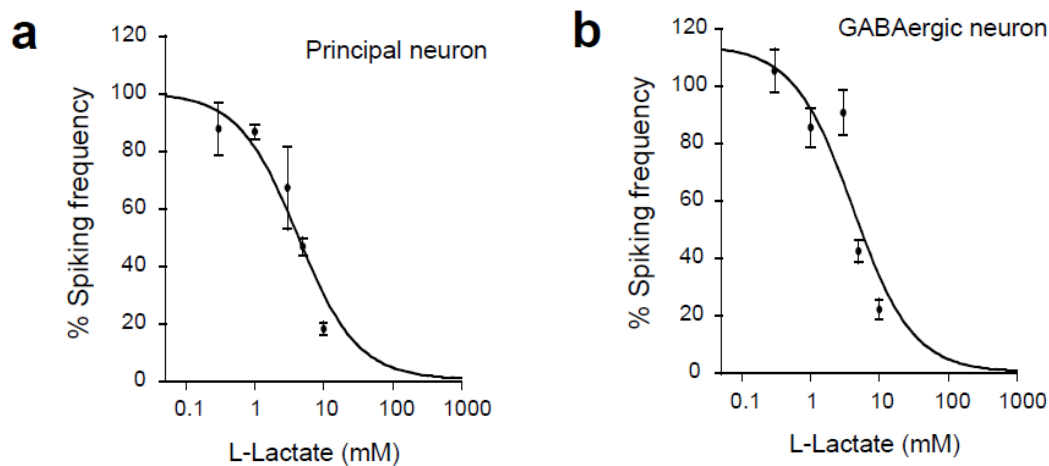 a
Principal neuron
% Spiking frequency
120
100
80
60
40
20
0
0.1 1 10 100 1000
L-Lactate (mM)
b
GABAergic neuron
% Spiking frequency
120
100
80
60
40
20
0
0.1 1 10 100 1000
L-Lactate (mM)